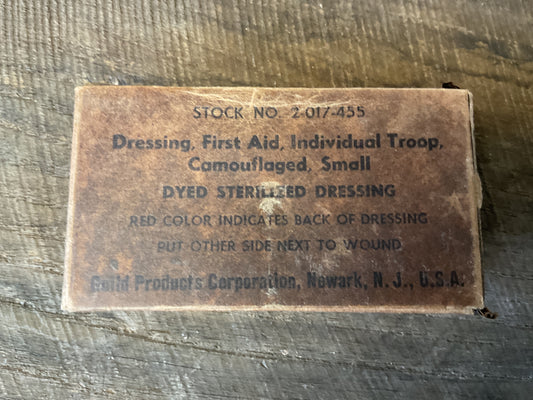 STOCK NO. 2-017-455
Dressing, First Aid, Individual Troop,
Camouflaged, Small
DYED STERILIZED DRESSING
RED COLOR INDICATES BACK OF DRESSING
PUT OTHER SIDE NEXT TO WOUND
Guild Products Corporation, Newark, N. J., U.S.A.